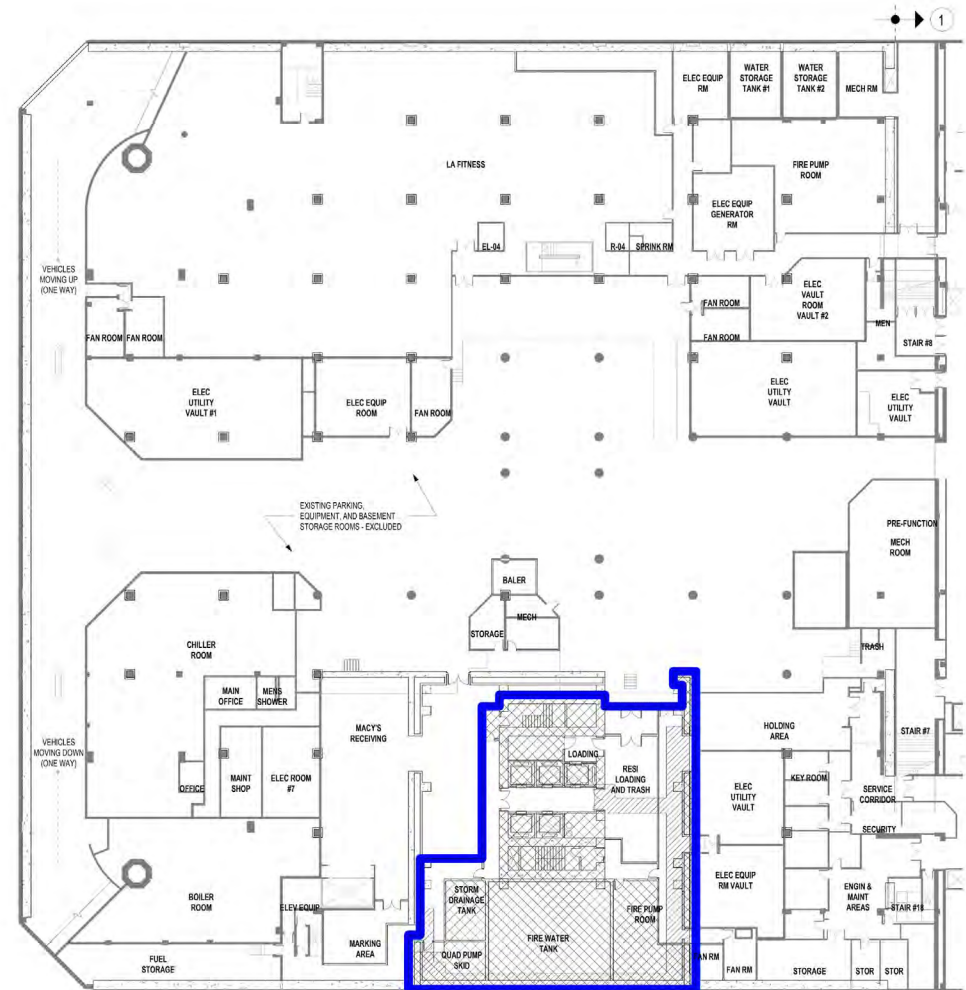 1
ELEC EQUIP
RM
WATER
STORAGE
TANK #1
WATER
STORAGE
TANK #2
MECH RM
LA FITNESS
FIRE PUMP
ROOM
ELEC EQUIP
GENERATOR
RM
EL-04
R-04
SPRINK RM
VEHICLES
MOVING UP
(ONE WAY)
ELEC
VAULT
ROOM
VAULT #2
FAN ROOM
FAN ROOM
MEN
STAIR #8
FAN ROOM
FAN ROOM
ELEC
UTILITY
VAULT #1
ELEC EQUIP
ROOM
FAN ROOM
ELEC
UTILTY
VAULT
ELEC
UTILITY
VAULT
EXISTING PARKING,
EQUIPMENT, AND BASEMENT
STORAGE ROOMS - EXCLUDED
PRE-FUNCTION
MECH
ROOM
BALER
MECH
STORAGE
TRASH
CHILLER
ROOM
MAIN
OFFICE
MENS
SHOWER
MACY'S
RECEIVING
HOLDING
AREA
STAIR #7
VEHICLES
MOVING DOWN
(ONE WAY)
OFFICE
MAINT
SHOP
ELEC ROOM
#7
LOADING
RESI
LOADING
AND TRASH
ELEC
UTILITY
VAULT
KEY ROOM
SERVICE
CORRIDOR
SECURITY
BOILER
ROOM
ELEV EQUIP
STORM
DRAINAGE
TANK
FIRE PUMP
ROOM
ELEC EQUIP
RM VAULT
ENGIN &
MAINT
AREAS
STAIR #18
FUEL
STORAGE
MARKING
AREA
QUAD PUMP
SKID
FIRE WATER
TANK
FAN RM
FAN RM
STORAGE
STOR
STOR